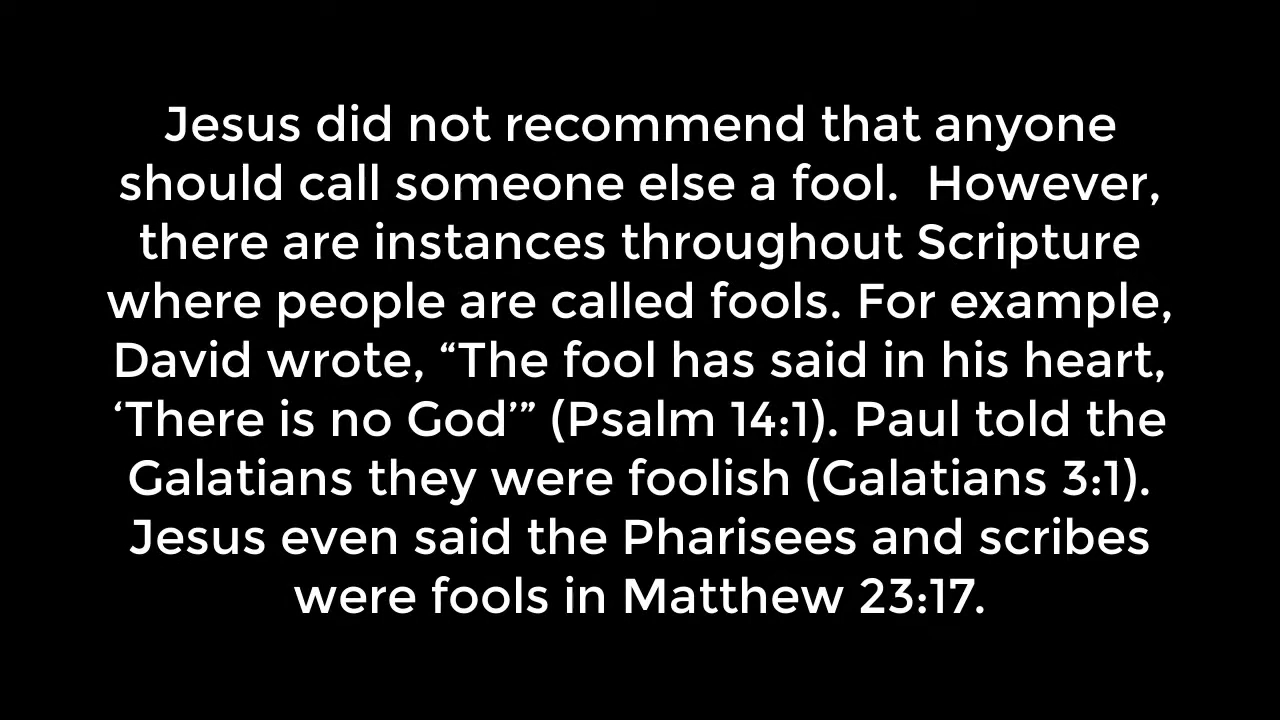 Jesus did not recommend that anyone
should call someone else a fool.  However,
there are instances throughout Scripture
where people are called fools. For example,
David wrote, “The fool has said in his heart,
‘There is no God’” (Psalm 14:1). Paul told the
Galatians they were foolish (Galatians 3:1).
Jesus even said the Pharisees and scribes
were fools in Matthew 23:17.